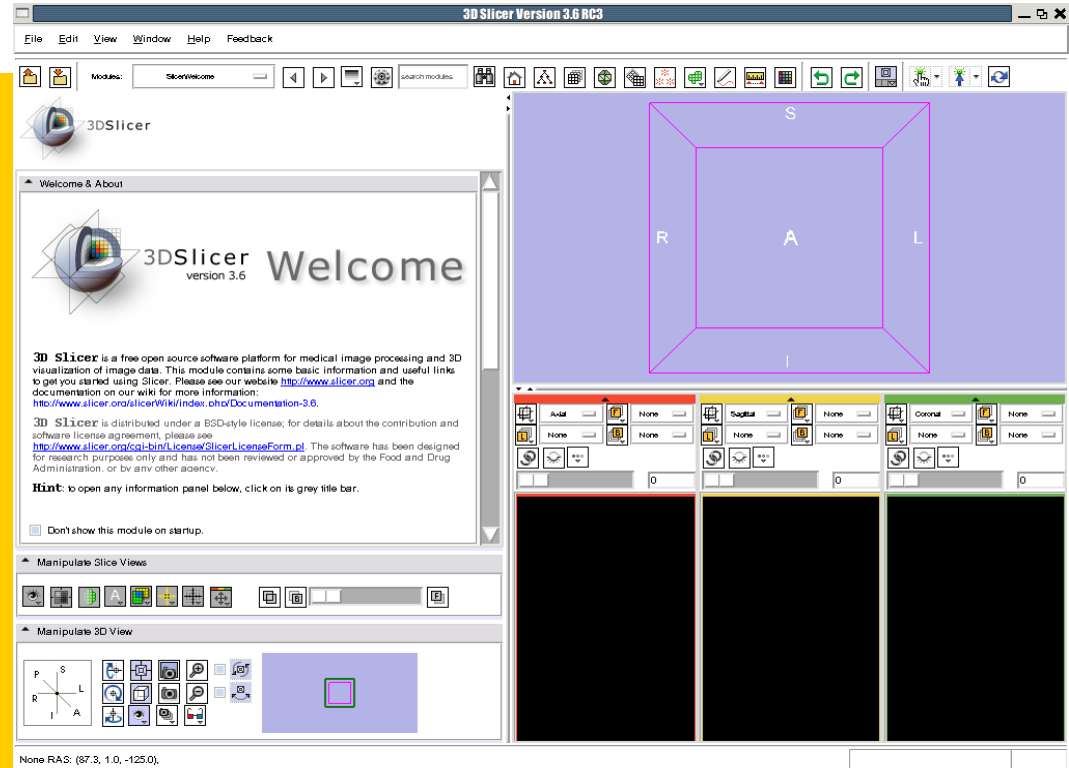 3D Slicer Version 3.6 RC3
File Edit View Window Help Feedback
Modules: SlicerWelcome search modules
3DSlicer
Welcome & About
3DSlicer
version 3.6
Welcome
3D Slicer is a free open source software platform for medical image processing and 3D
visualization of image data. This module contains some basic information and useful links
to get you started using Slicer. Please see our website http://www.slicer.org and the
documentation on our wiki for more information:
http://www.slicer.org/slicerWiki/index.php/Documentation-3.6.
3D Slicer is distributed under a BSD-style license; for details about the contribution and
software license agreement, please see
http://www.slicer.org/cgi-bin/License/SlicerLicenseForm.pl. The software has been designed
for research purposes only and has not been reviewed or approved by the Food and Drug
Administration, or by any other agency.
Hint: to open any information panel below, click on its grey title bar.
Don't show this module on startup.
Manipulate Slice Views
A B F
Manipulate 3D View
P S
R L
I A
S
R A L
I
Axial F None Sagittal F None Coronal F None
L None B None L None B None L None B None
0 0 0
None RAS: (87.3, 1.0, -125.0),